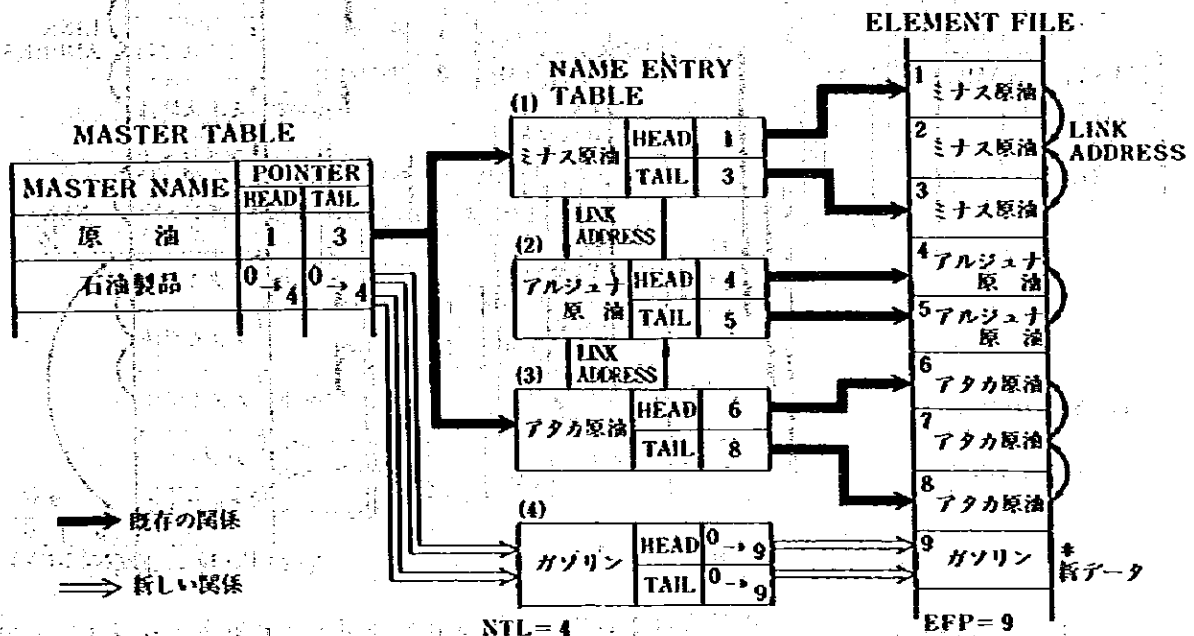 ELEMENT FILE
NAME ENTRY
TABLE
MASTER TABLE
MASTER NAME
POINTER
HEAD
TAIL
原 油
1
3
石油製品
0→4
0→4
(1)
ミナス原油
HEAD
1
TAIL
3
LINK
ADDRESS
(2)
アルジュナ
原 油
HEAD
4
TAIL
5
LINK
ADDRESS
(3)
アタカ原油
HEAD
6
TAIL
8
(4)
ガソリン
HEAD
0→9
TAIL
0→9
NTL=4
1
ミナス原油
2
ミナス原油
3
ミナス原油
4
アルジュナ
原 油
5
アルジュナ
原 油
6
アタカ原油
7
アタカ原油
8
アタカ原油
9
ガソリン
LINK
ADDRESS
*
新データ
EFP=9
既存の関係
新しい関係